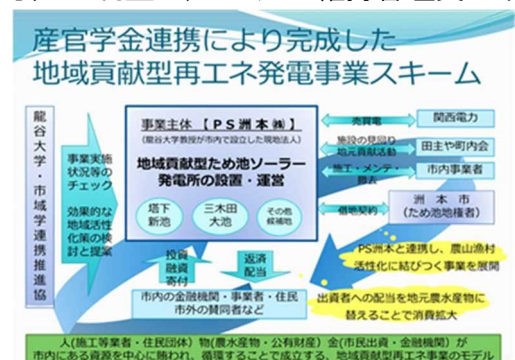 産官学金連携により完成した
地域貢献型再エネ発電事業スキーム
龍谷大学・市域学連携推進協
事業実施
状況等の
チェック
効果的な
地域活性
化策の検
討と提案
事業主体 【PS洲本㈱】
(龍谷大学教授が市内で設立した現地法人)
地域貢献型ため池ソーラー
発電所の設置・運営
塔下
新池
三木田
大池
その他
候補地
売買電
関西電力
施設の見回り
地元貢献活動
田主や町内会
施工・メンテ・
撤去
市内事業者
借地契約
洲 本 市
(ため池地権者)
投資
融資
寄付
返済
配当
市内の金融機関・事業者・住民
市外の賛同者など
PS洲本と連携し、農山漁村
活性化に結びつく事業を展開
出資者への配当を地元農水産物に
替えることで消費拡大
人(施工等業者・住民団体)物(農水産物・公有財産)金(市民出資・金融機関)が
市内にある資源を中心に賄われ、循環することで成立する、地域貢献型再エネ事業のモデル